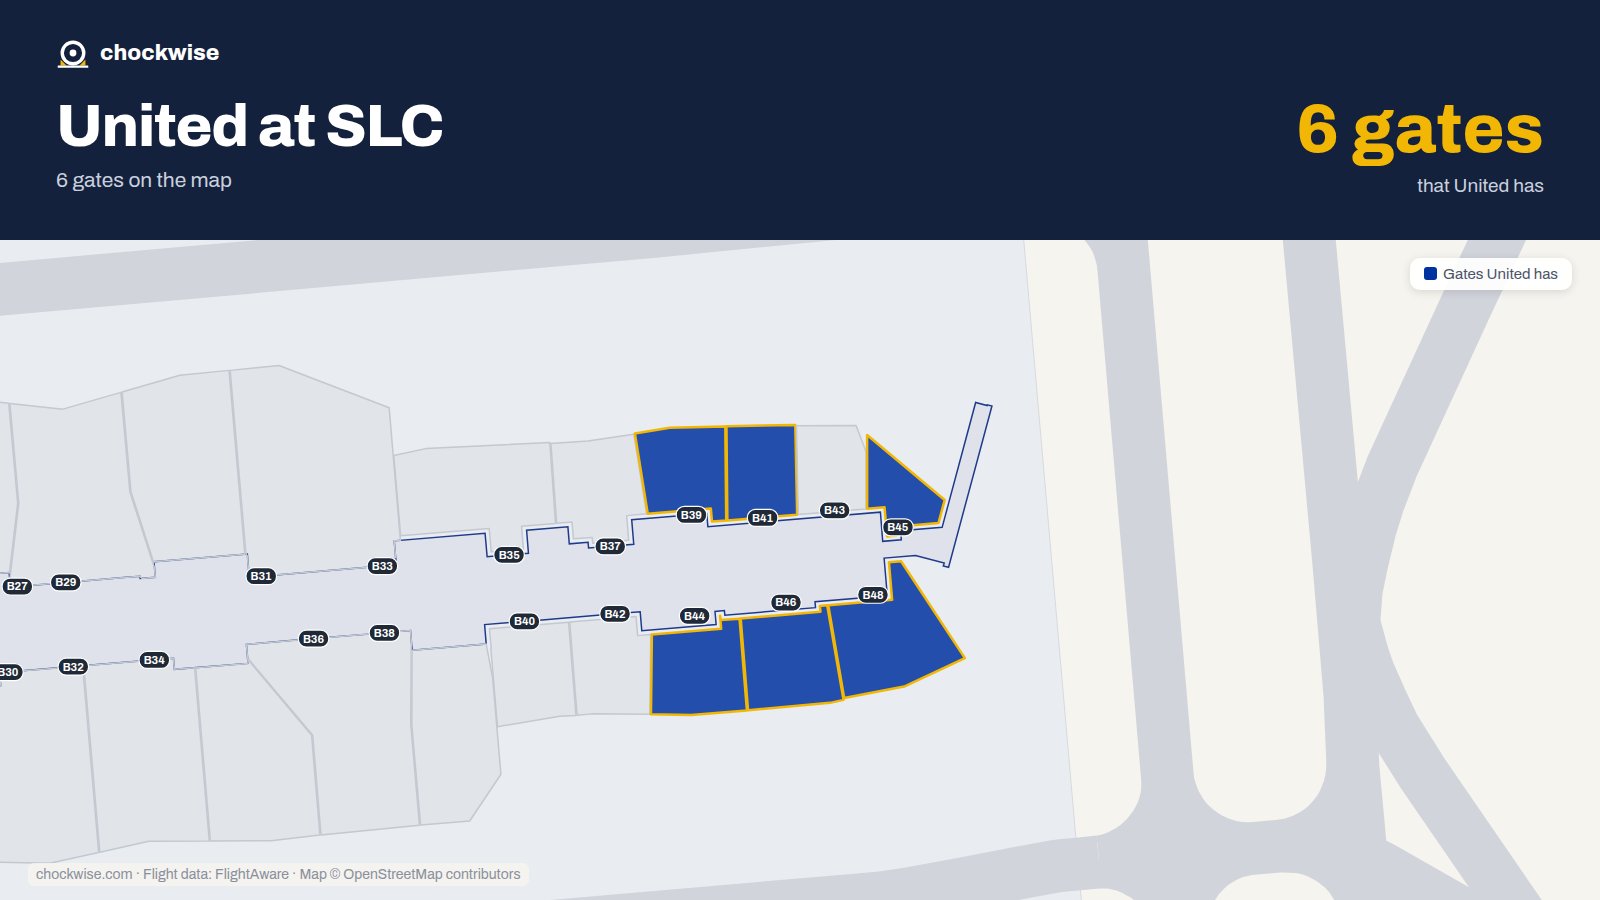 chockwise
United at SLC
6 gates on the map
6 gates
that United has
Gates United has
B39
B41
B43
B45
B37
B35
B33
B31
B29
B27
B48
B46
B44
B42
B40
B38
B36
B34
B32
B30
chockwise.com · Flight data: FlightAware · Map © OpenStreetMap contributors